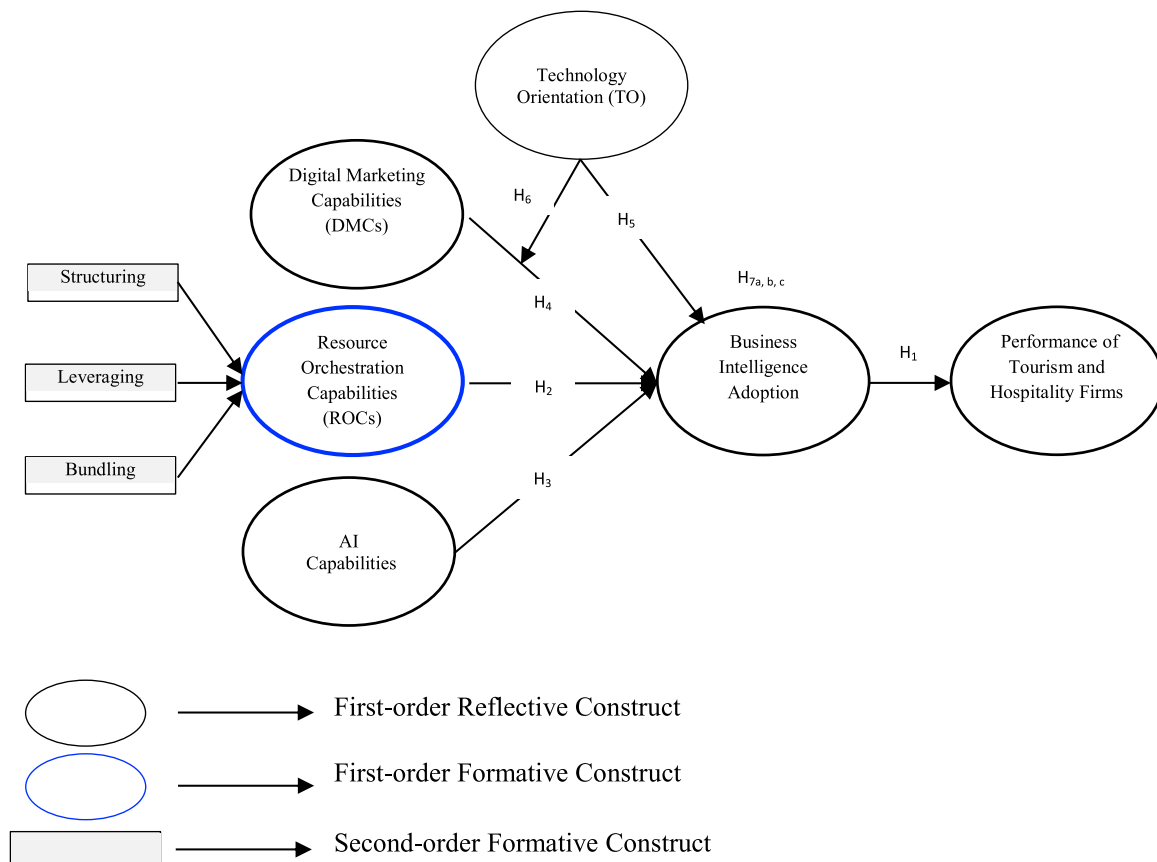 Technology
Orientation (TO)
Digital Marketing
Capabilities
(DMCs)
H6
H5
Structuring
H7a, b, c
H4
Resource
Orchestration
Capabilities
(ROCs)
Business
Intelligence
Adoption
Performance of
Tourism and
Hospitality Firms
H1
Leveraging
H2
Bundling
H3
AI
Capabilities
First-order Reflective Construct
First-order Formative Construct
Second-order Formative Construct